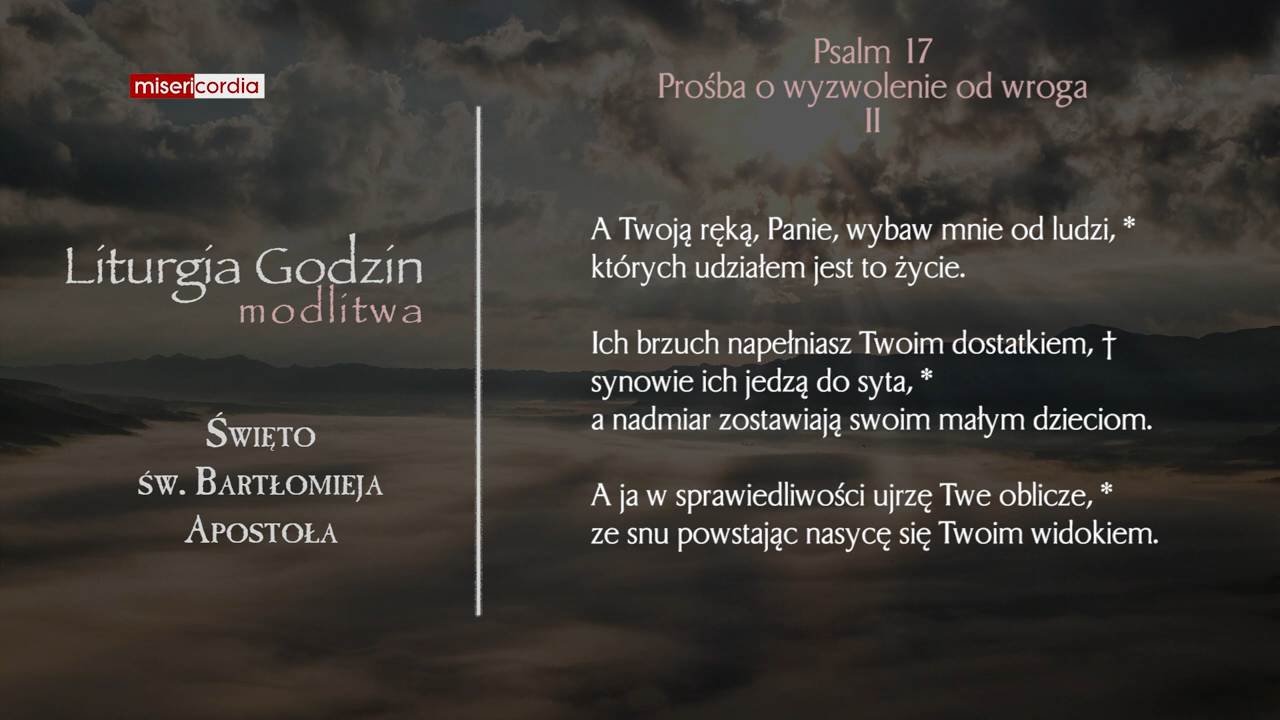 misericordia
Liturgia Godzin
modlitwa
Święto
św. Bartłomieja
Apostoła
Psalm 17
Prośba o wyzwolenie od wroga
II
A Twoją ręką, Panie, wybaw mnie od ludzi, *
których udziałem jest to życie.
Ich brzuch napełniasz Twoim dostatkiem, †
synowie ich jedzą do syta, *
a nadmiar zostawiają swoim małym dzieciom.
A ja w sprawiedliwości ujrzę Twe oblicze, *
ze snu powstając nasycę się Twoim widokiem.